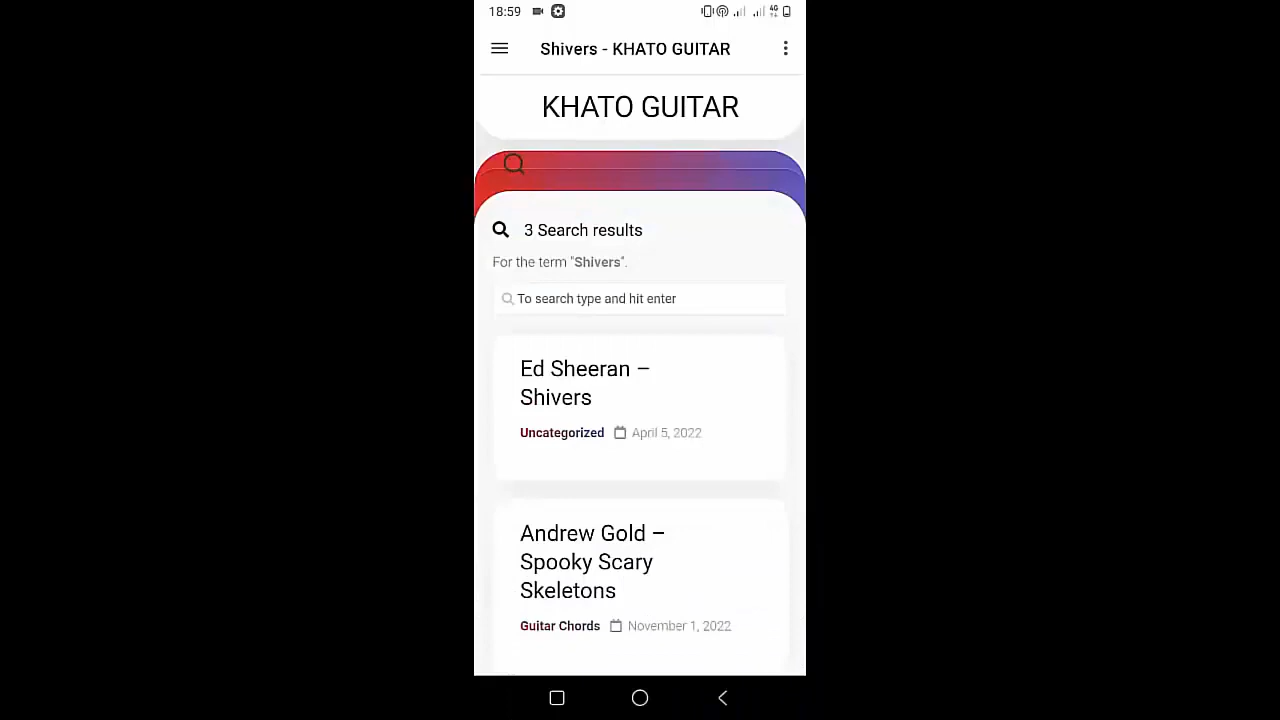 18:59
4G
Shivers - KHATO GUITAR
KHATO GUITAR
3 Search results
For the term "Shivers".
To search type and hit enter
Ed Sheeran –
Shivers
Uncategorized April 5, 2022
Andrew Gold –
Spooky Scary
Skeletons
Guitar Chords November 1, 2022